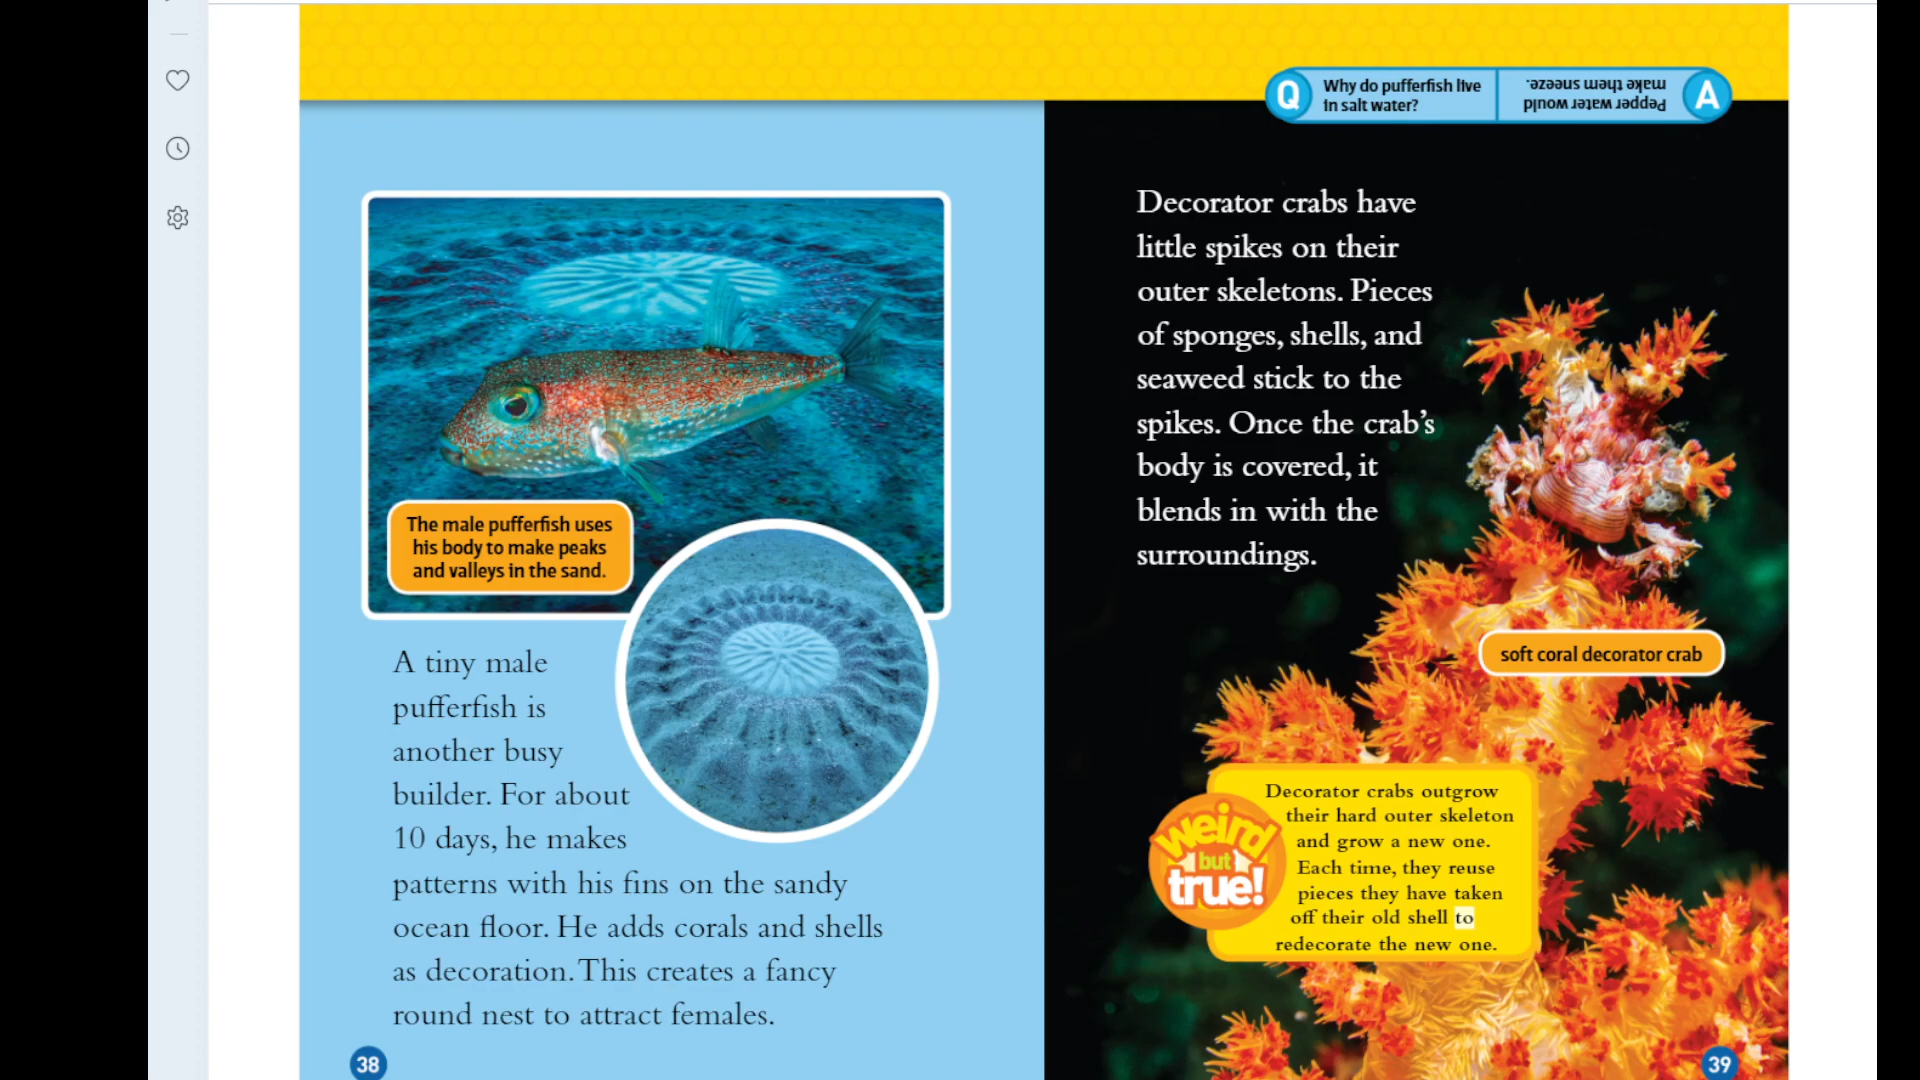 Q
Why do pufferfish live
in salt water?
Pepper water would
make them sneeze.
A
The male pufferfish uses
his body to make peaks
and valleys in the sand.
A tiny male
pufferfish is
another busy
builder. For about
10 days, he makes
patterns with his fins on the sandy
ocean floor. He adds corals and shells
as decoration. This creates a fancy
round nest to attract females.
38
Decorator crabs have
little spikes on their
outer skeletons. Pieces
of sponges, shells, and
seaweed stick to the
spikes. Once the crab’s
body is covered, it
blends in with the
surroundings.
soft coral decorator crab
weird
but
true!
Decorator crabs outgrow
their hard outer skeleton
and grow a new one.
Each time, they reuse
pieces they have taken
off their old shell to
redecorate the new one.
39